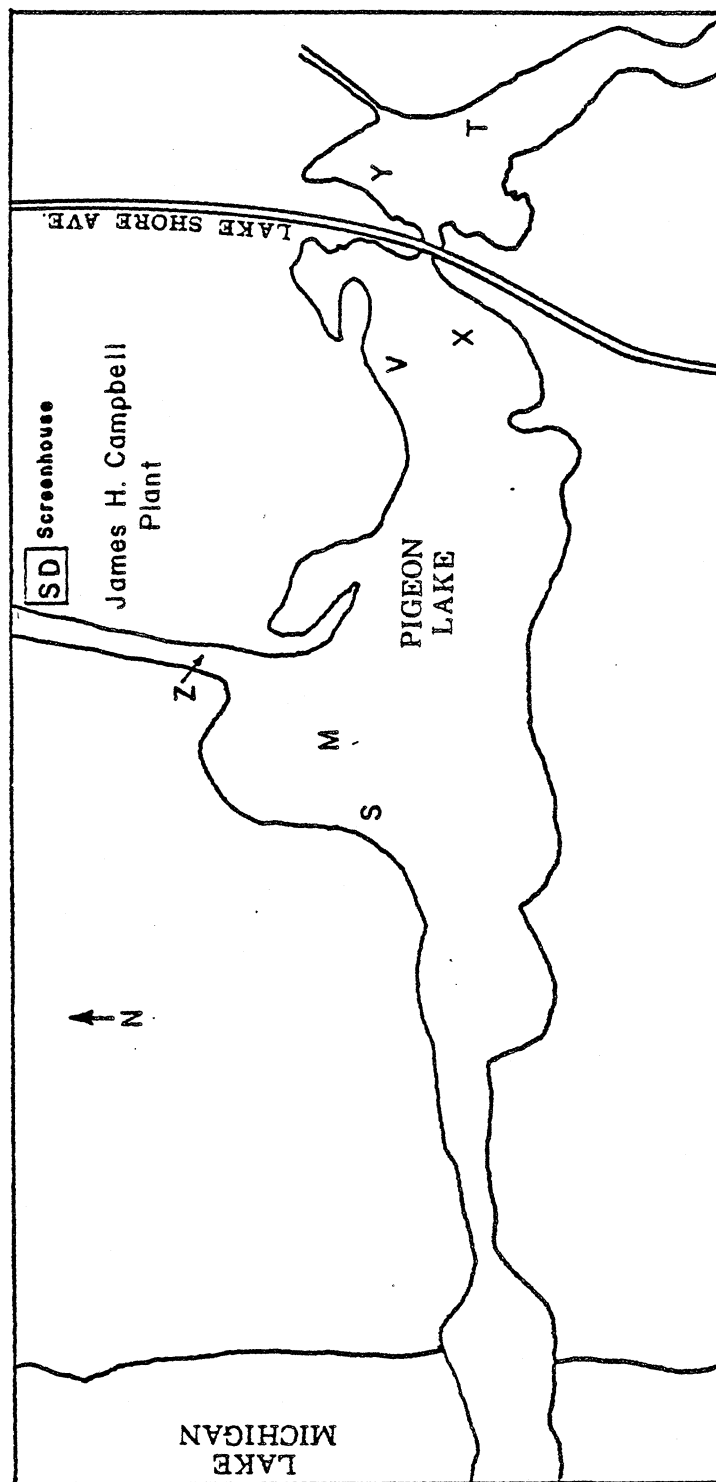 LAKE SHORE AVE.
SD Screenhouse
James H. Campbell
Plant
Z
M
S
PIGEON
LAKE
V
X
Y
T
N
LAKE
MICHIGAN